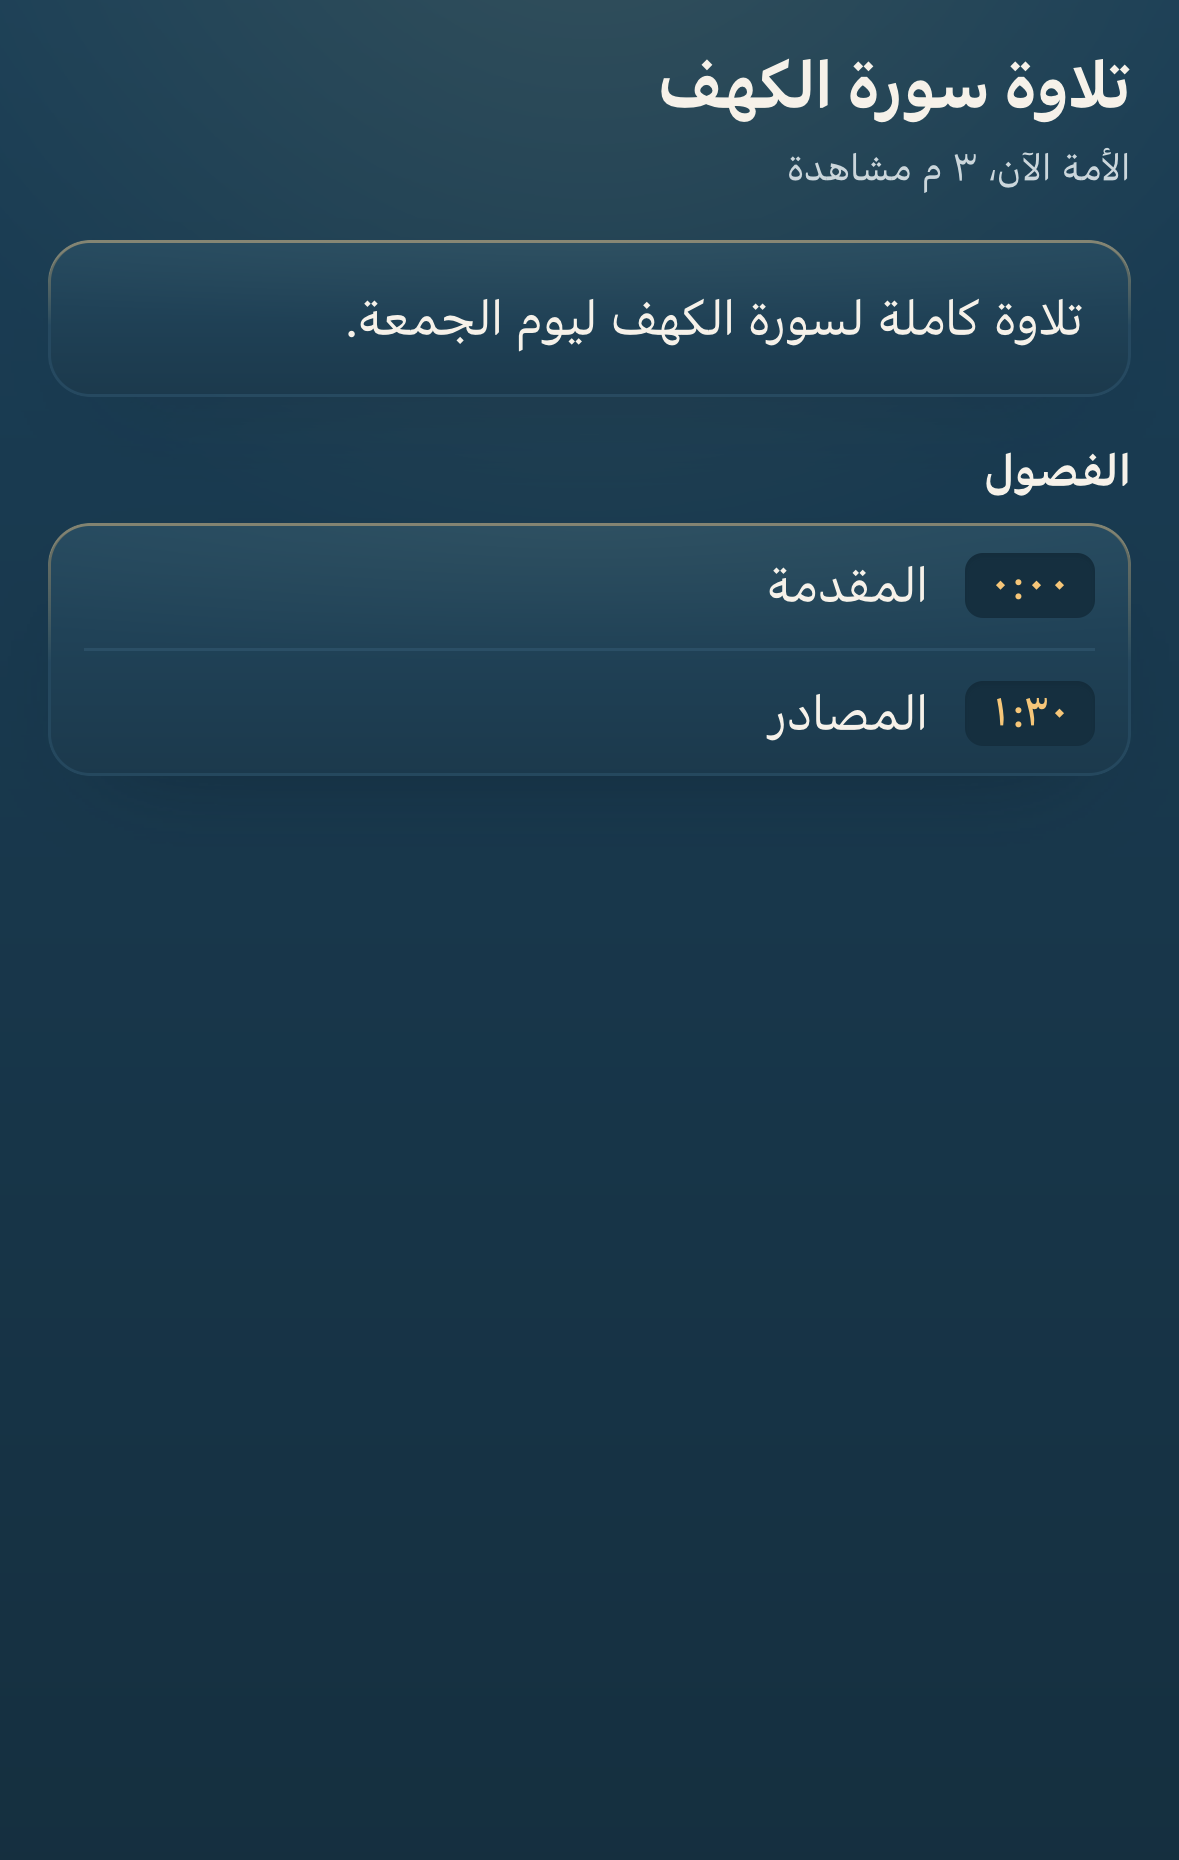 تلاوة سورة الكهف
الأمة الآن، ٣ م مشاهدة
تلاوة كاملة لسورة الكهف ليوم الجمعة.
الفصول
٠:٠٠ المقدمة
١:٣٠ المصادر